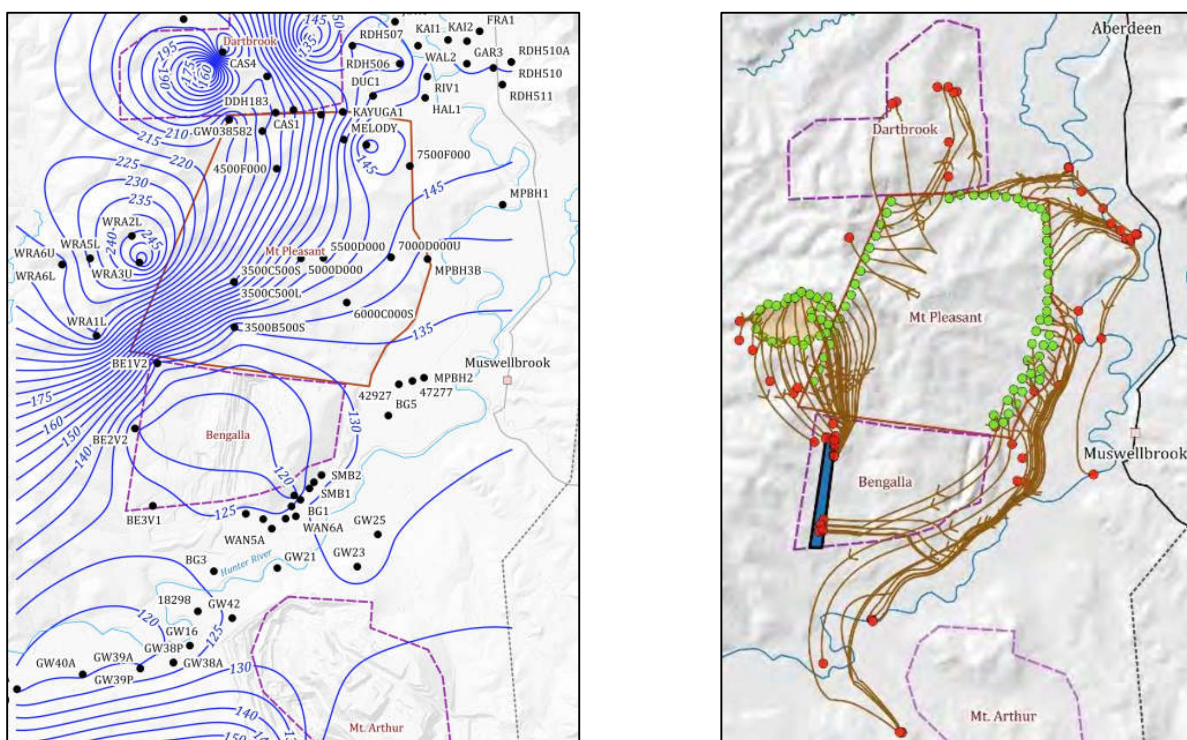 145
KAI1
KAI2
FRA1
RDH507
195
Dartbrook
135
WAL2
GAR3
RDH510A
CAS4
RDH506
RDH510
190
175
160
DUC1
RIV1
RDH511
DDH183
HAL1
KAYUGA1
215
210
GW038582
CAS1
MELODY
220
225
4500F000
145
7500F000
230
235
145
MPBH1
WRA2L
240
245
WRA6U
WRA5L
Mt Pleasant
5500D000
7000D000U
WRA6L
WRA3U
3500C500S
5000D000
MPBH3B
3500C500L
6000C000S
WRA1L
3500B500S
135
BE1V2
Muswellbrook
175
MPBH2
42927
47277
160
BG5
150
130
BE2V2
Bengalla
140
120
SMB2
SMB1
125
BG1
BE3V1
WAN6A
GW25
WAN5A
GW23
BG3
Hunter River
GW21
18298
GW42
120
GW16
125
GW38P
GW39A
GW38A
GW40A
GW39P
130
140
Mt. Arthur
150
Aberdeen
Dartbrook
Mt Pleasant
Muswellbrook
Bengalla
Mt. Arthur